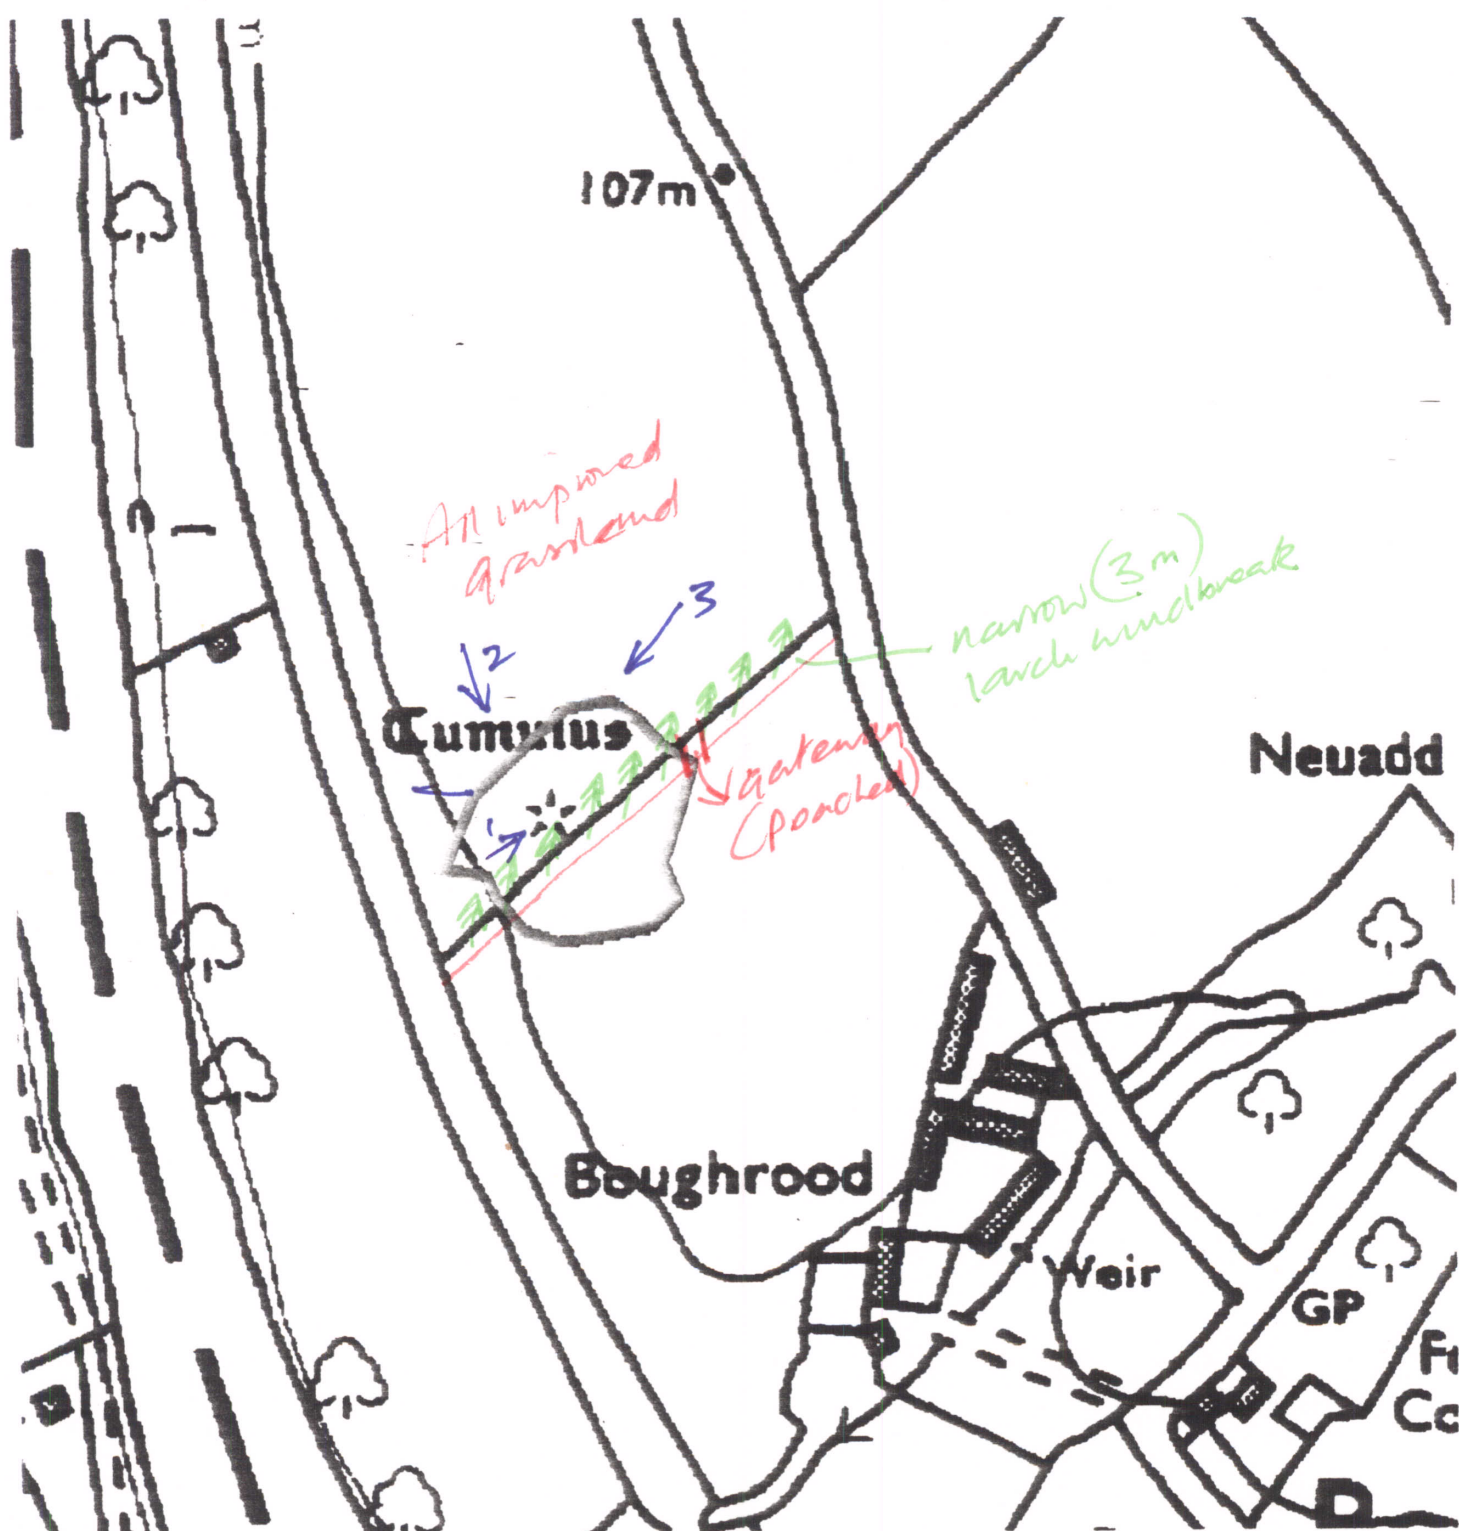 107m
All improved
grassland
3
narrow (3m)
larch windbreak
2
Cumulus
gateway
(poached)
Neuadd
1
Boughrood
Weir
GP